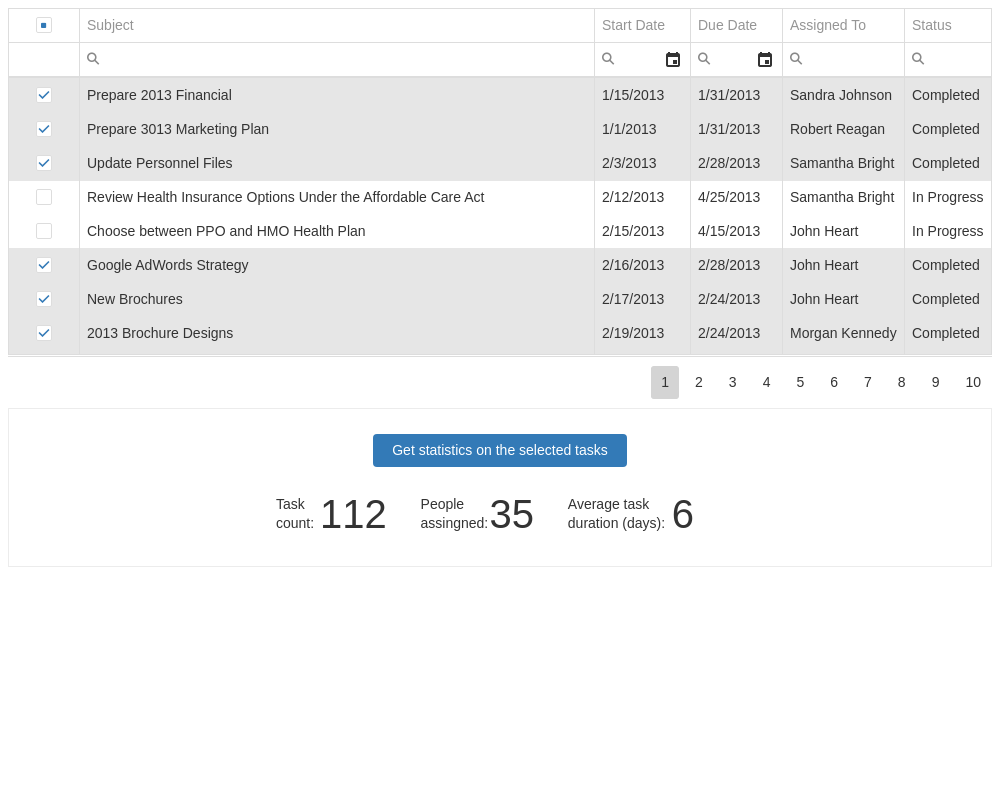 Subject Start Date Due Date Assigned To Status
Prepare 2013 Financial 1/15/2013 1/31/2013 Sandra Johnson Completed
Prepare 3013 Marketing Plan 1/1/2013 1/31/2013 Robert Reagan Completed
Update Personnel Files 2/3/2013 2/28/2013 Samantha Bright Completed
Review Health Insurance Options Under the Affordable Care Act 2/12/2013 4/25/2013 Samantha Bright In Progress
Choose between PPO and HMO Health Plan 2/15/2013 4/15/2013 John Heart In Progress
Google AdWords Strategy 2/16/2013 2/28/2013 John Heart Completed
New Brochures 2/17/2013 2/24/2013 John Heart Completed
2013 Brochure Designs 2/19/2013 2/24/2013 Morgan Kennedy Completed
1 2 3 4 5 6 7 8 9 10
Get statistics on the selected tasks
Task count: 112 People assingned: 35 Average task duration (days): 6